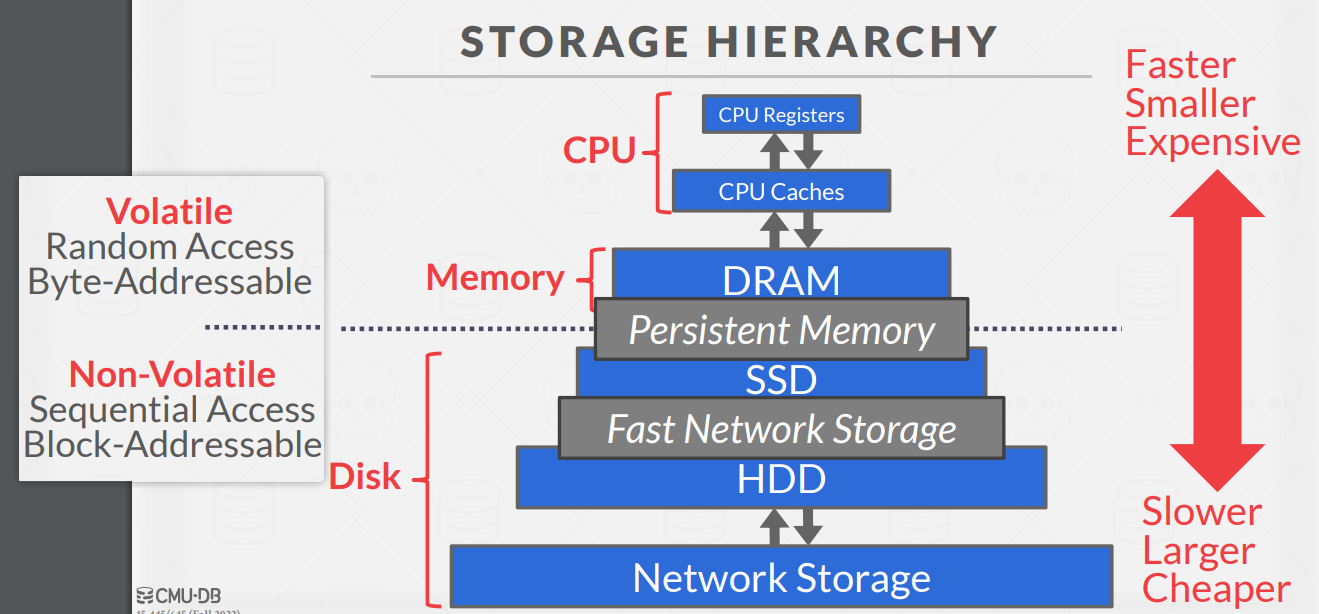 STORAGE HIERARCHY
Faster
Smaller
Expensive
CPU Registers
CPU
CPU Caches
Volatile
Random Access
Byte-Addressable
Memory
DRAM
Persistent Memory
Non-Volatile
Sequential Access
Block-Addressable
SSD
Fast Network Storage
Disk
HDD
Slower
Larger
Cheaper
Network Storage
CMU·DB
15-445/645 (Fall 2022)